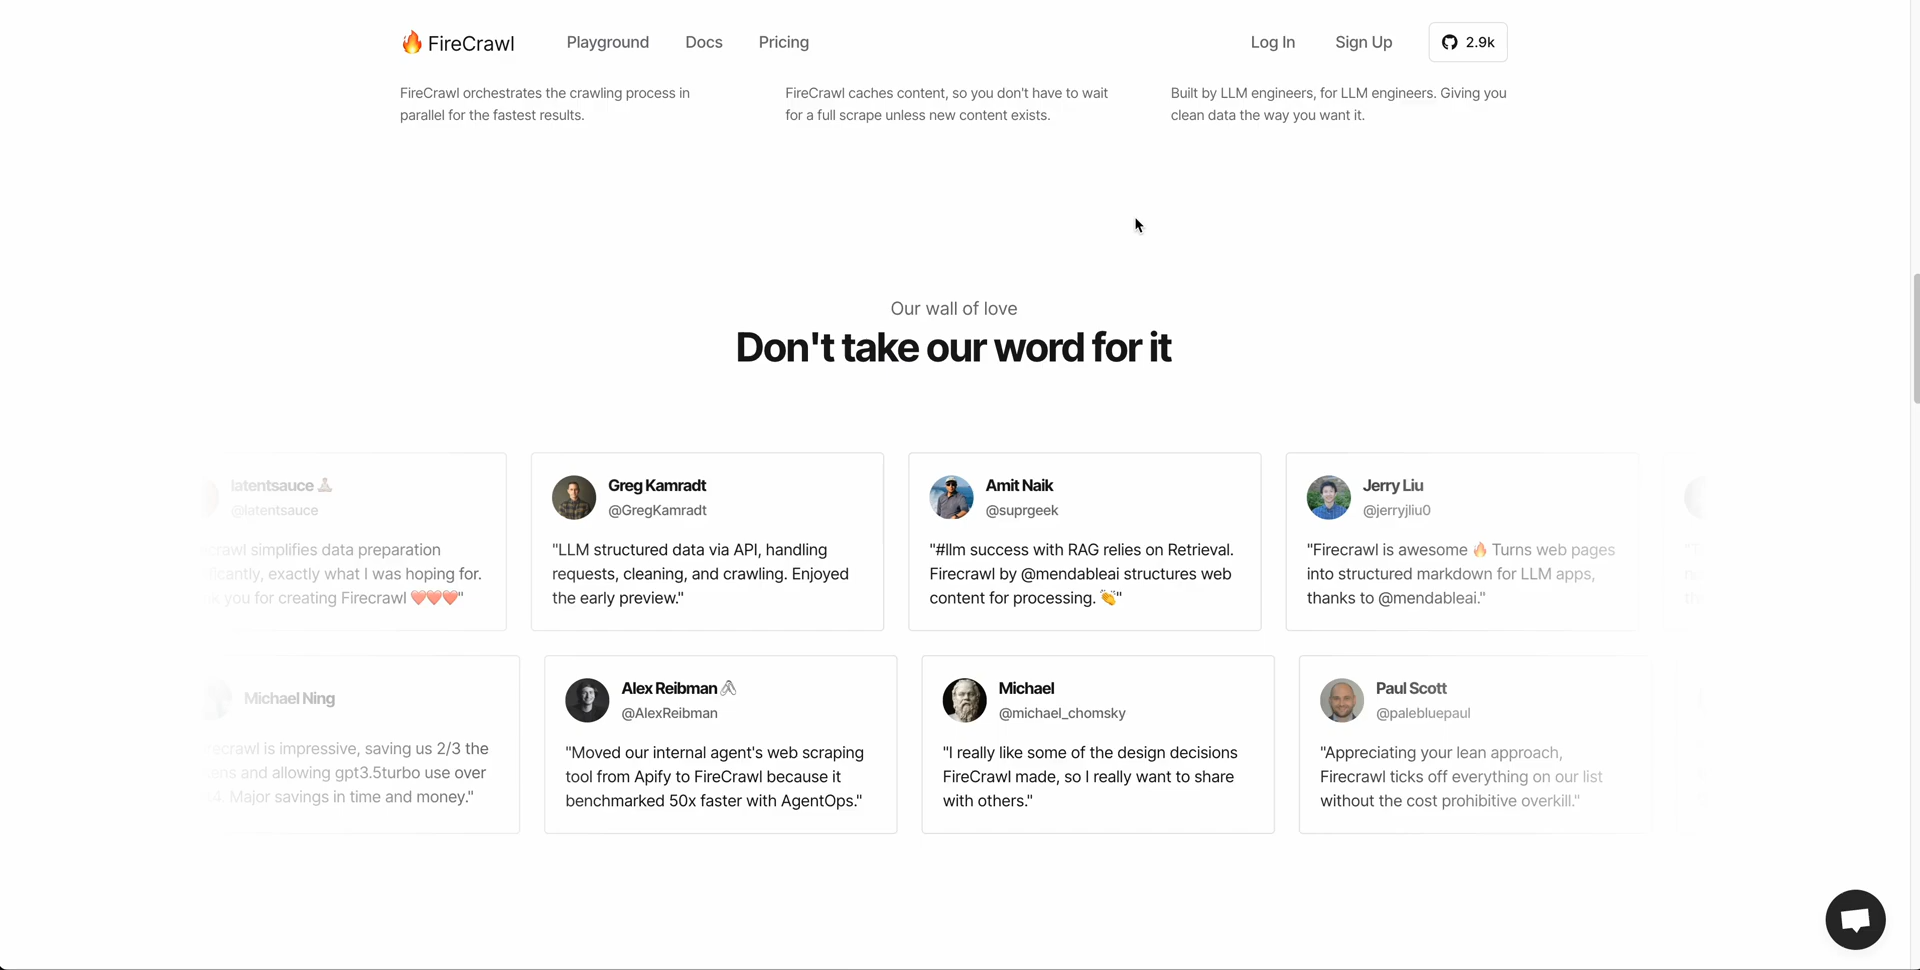 🔥 FireCrawl
Playground
Docs
Pricing
Log In
Sign Up
2.9k
FireCrawl orchestrates the crawling process in
parallel for the fastest results.
FireCrawl caches content, so you don't have to wait
for a full scrape unless new content exists.
Built by LLM engineers, for LLM engineers. Giving you
clean data the way you want it.
Our wall of love
Don't take our word for it
latentsauce
@latentsauce
simplifies data preparation
exactly what I was hoping for.
you for creating Firecrawl ❤️❤️❤️"
Greg Kamradt
@GregKamradt
"LLM structured data via API, handling
requests, cleaning, and crawling. Enjoyed
the early preview."
Amit Naik
@suprgeek
"#llm success with RAG relies on Retrieval.
Firecrawl by @mendableai structures web
content for processing. 👏"
Jerry Liu
@jerryjliu0
"Firecrawl is awesome 🔥 Turns web pages
into structured markdown for LLM apps,
thanks to @mendableai."
Michael Ning
is impressive, saving us 2/3 the
and allowing gpt3.5turbo use over
Major savings in time and money."
Alex Reibman 🖇
@AlexReibman
"Moved our internal agent's web scraping
tool from Apify to FireCrawl because it
benchmarked 50x faster with AgentOps."
Michael
@michael_chomsky
"I really like some of the design decisions
FireCrawl made, so I really want to share
with others."
Paul Scott
@palebluepaul
"Appreciating your lean approach,
Firecrawl ticks off everything on our list
without the cost prohibitive overkill."